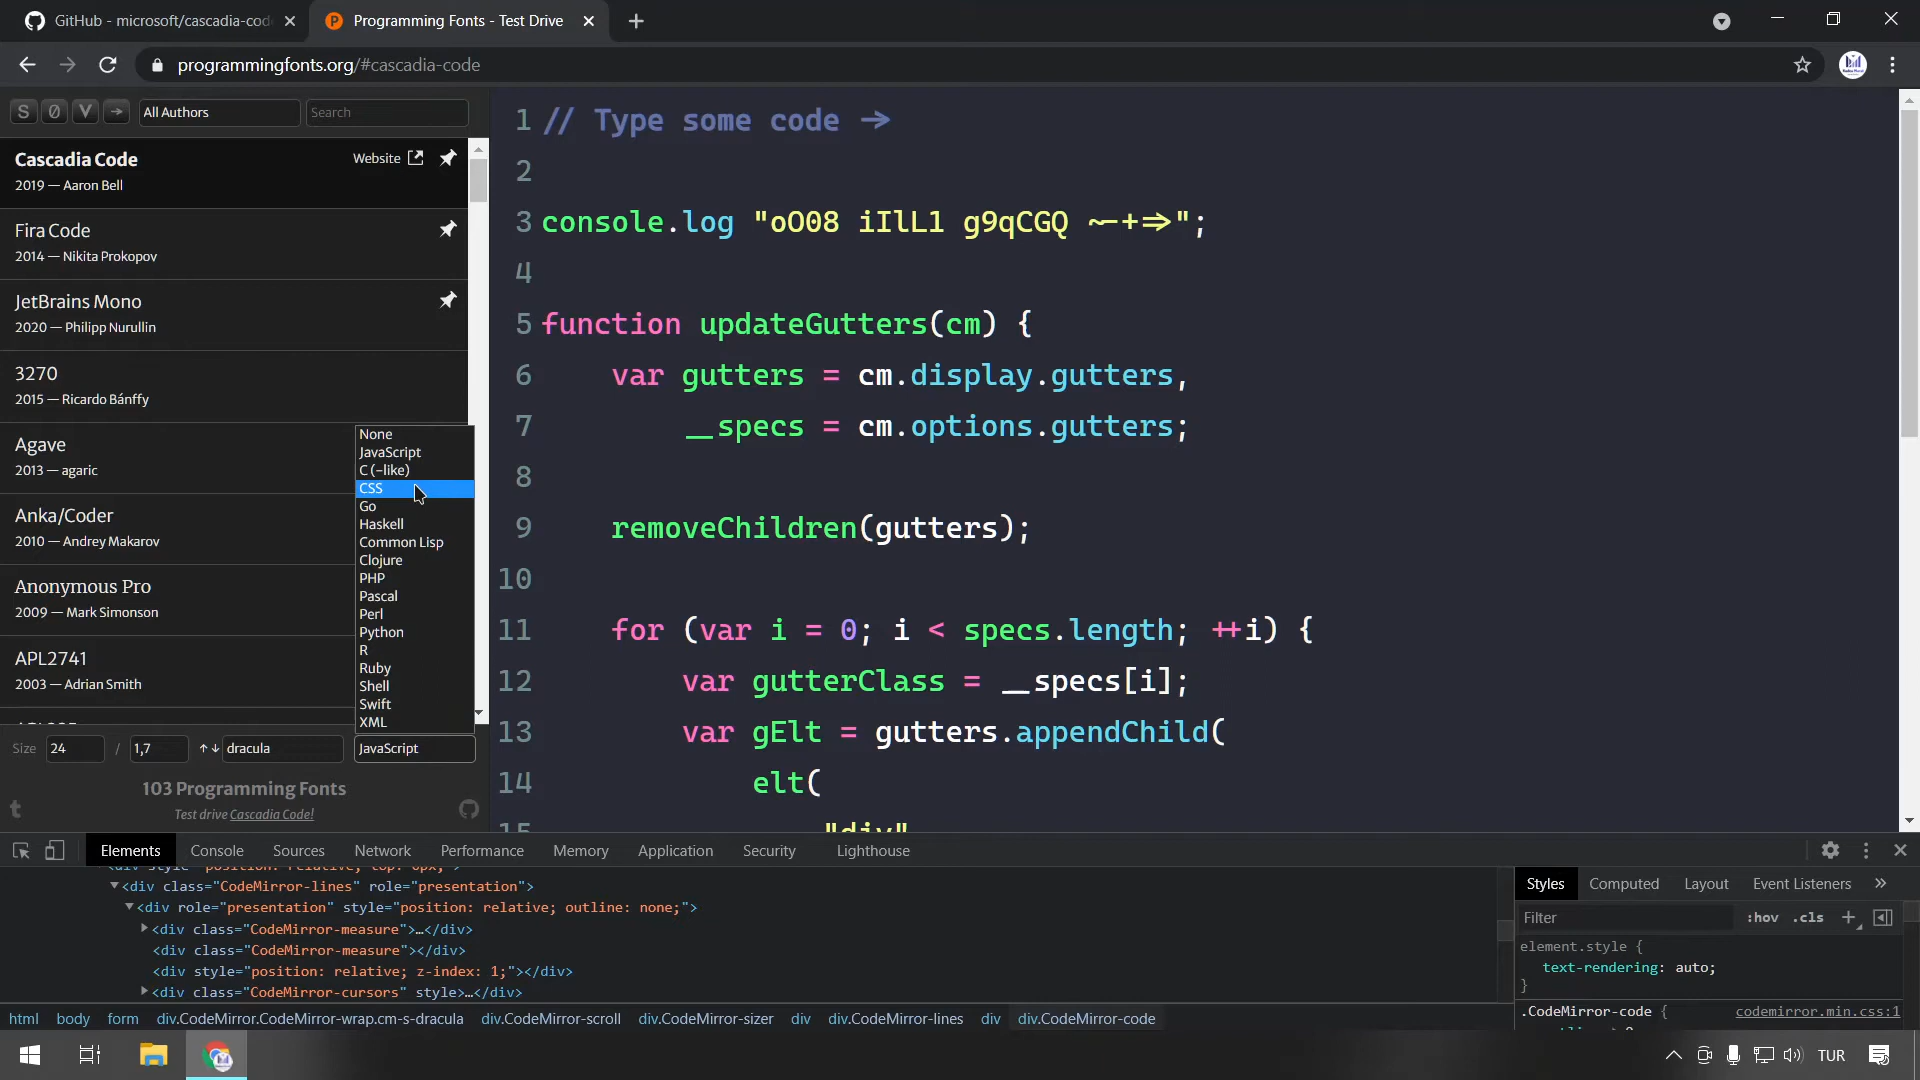 GitHub - microsoft/cascadia-cod
Programming Fonts - Test Drive
programmingfonts.org/#cascadia-code
S Ø V →
All Authors
Search
Cascadia Code
Website
2019 — Aaron Bell
Fira Code
2014 — Nikita Prokopov
JetBrains Mono
2020 — Philipp Nurullin
3270
2015 — Ricardo Bánffy
Agave
2013 — agaric
Anka/Coder
2010 — Andrey Makarov
Anonymous Pro
2009 — Mark Simonson
APL2741
2003 — Adrian Smith
None
JavaScript
C (-like)
CSS
Go
Haskell
Common Lisp
Clojure
PHP
Pascal
Perl
Python
R
Ruby
Shell
Swift
XML
Size 24 / 1,7 ↑↓ dracula JavaScript
103 Programming Fonts
Test drive Cascadia Code!
1 // Type some code ->
2
3 console.log "oO08 iIlL1 g9qCGQ ~-+=>";
4
5 function updateGutters(cm) {
6 var gutters = cm.display.gutters,
7 __specs = cm.options.gutters;
8
9 removeChildren(gutters);
10
11 for (var i = 0; i < specs.length; ++i) {
12 var gutterClass = __specs[i];
13 var gElt = gutters.appendChild(
14 elt(
15 "div"
Elements Console Sources Network Performance Memory Application Security Lighthouse
<div style="position: relative; top: 0px;">
▼<div class="CodeMirror-lines" role="presentation">
▼<div role="presentation" style="position: relative; outline: none;">
▶<div class="CodeMirror-measure">…</div>
<div class="CodeMirror-measure"></div>
<div style="position: relative; z-index: 1;"></div>
▶<div class="CodeMirror-cursors" style>…</div>
html body form div.CodeMirror.CodeMirror-wrap.cm-s-dracula div.CodeMirror-scroll div.CodeMirror-sizer div div.CodeMirror-lines div div.CodeMirror-code
Styles Computed Layout Event Listeners »
Filter
:hov .cls +
element.style {
text-rendering: auto;
}
.CodeMirror-code {
codemirror.min.css:1
TUR